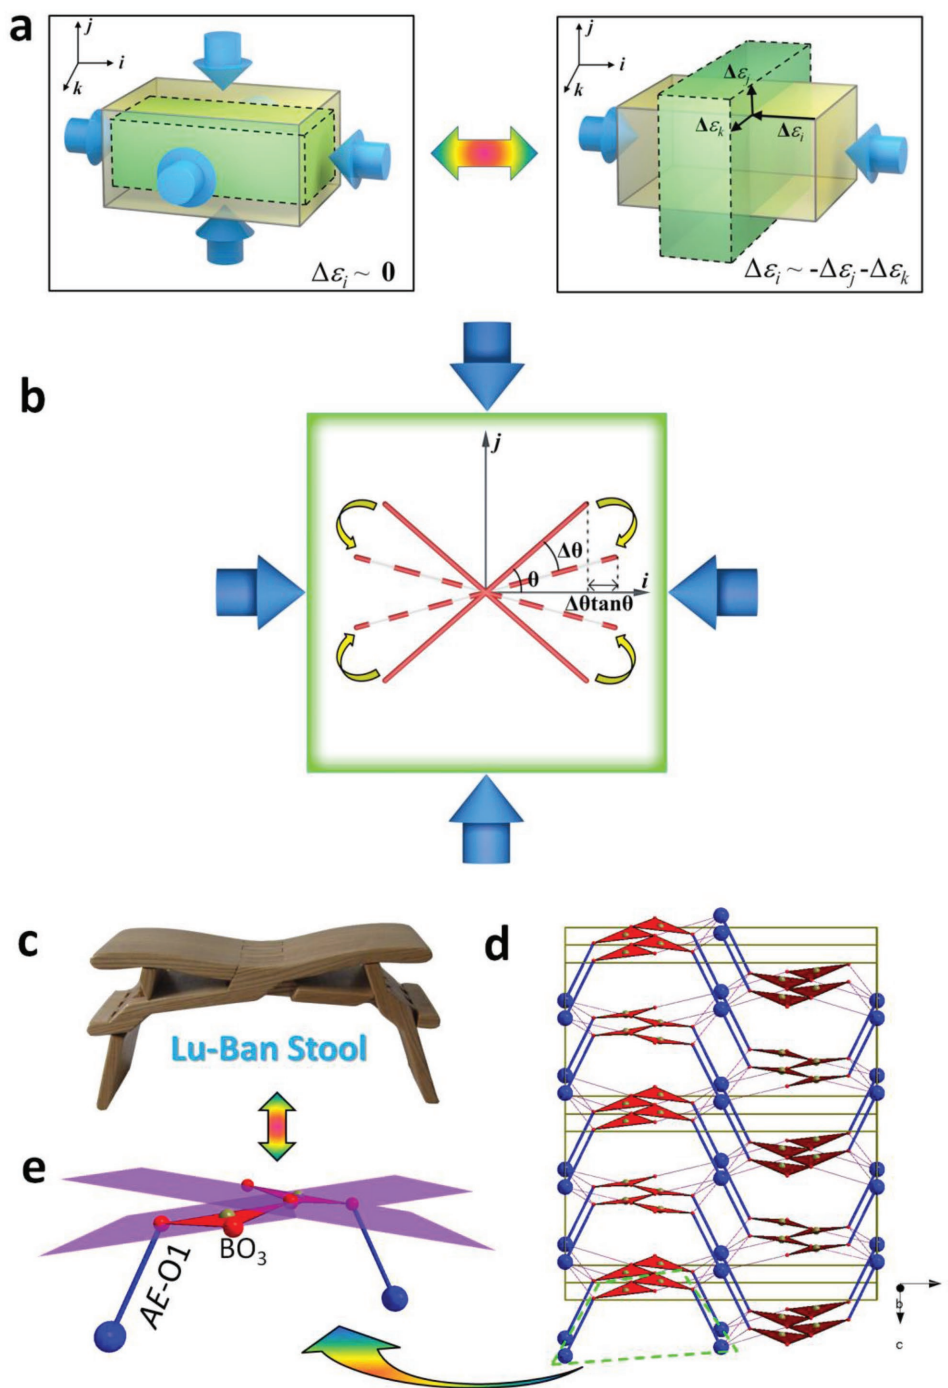 a
j
i
k
Δε_i ~ 0
j
i
k
Δε_j
Δε_k
Δε_i
Δε_i ~ -Δε_j-Δε_k
b
j
Δθ
θ
i
Δθtanθ
c
Lu-Ban Stool
d
e
BO₃
AE-O1
b
c